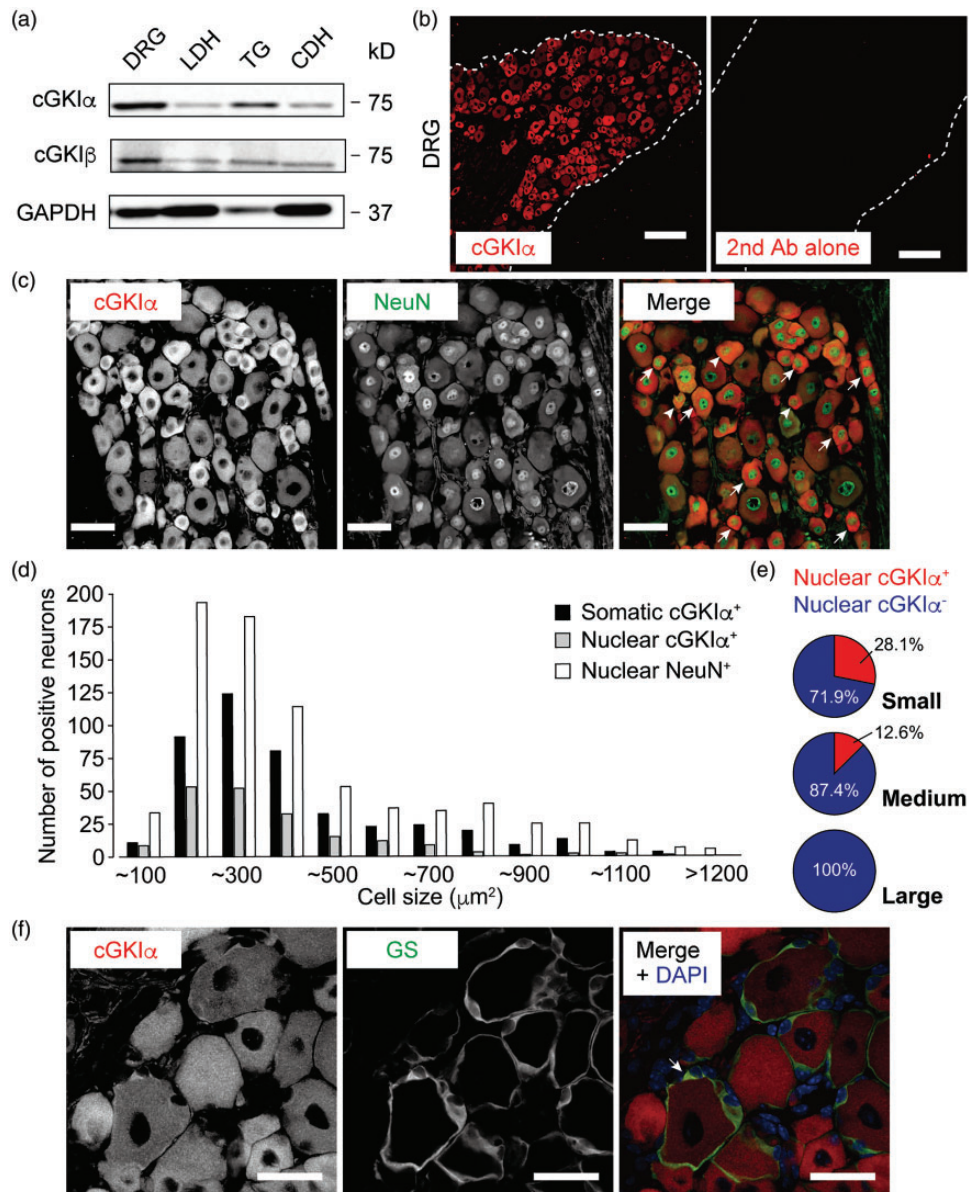 (a)
DRG LDH TG CDH kD
cGKIα - 75
cGKIβ - 75
GAPDH - 37
(b)
DRG
cGKIα
2nd Ab alone
(c)
cGKIα
NeuN
Merge
(d)
Number of positive neurons
200
175
150
125
100
75
50
25
0
Somatic cGKIα⁺
Nuclear cGKIα⁺
Nuclear NeuN⁺
~100 ~300 ~500 ~700 ~900 ~1100 >1200
Cell size (μm²)
(e)
Nuclear cGKIα⁺
Nuclear cGKIα⁻
28.1%
71.9%
Small
12.6%
87.4%
Medium
100%
Large
(f)
cGKIα
GS
Merge
+ DAPI